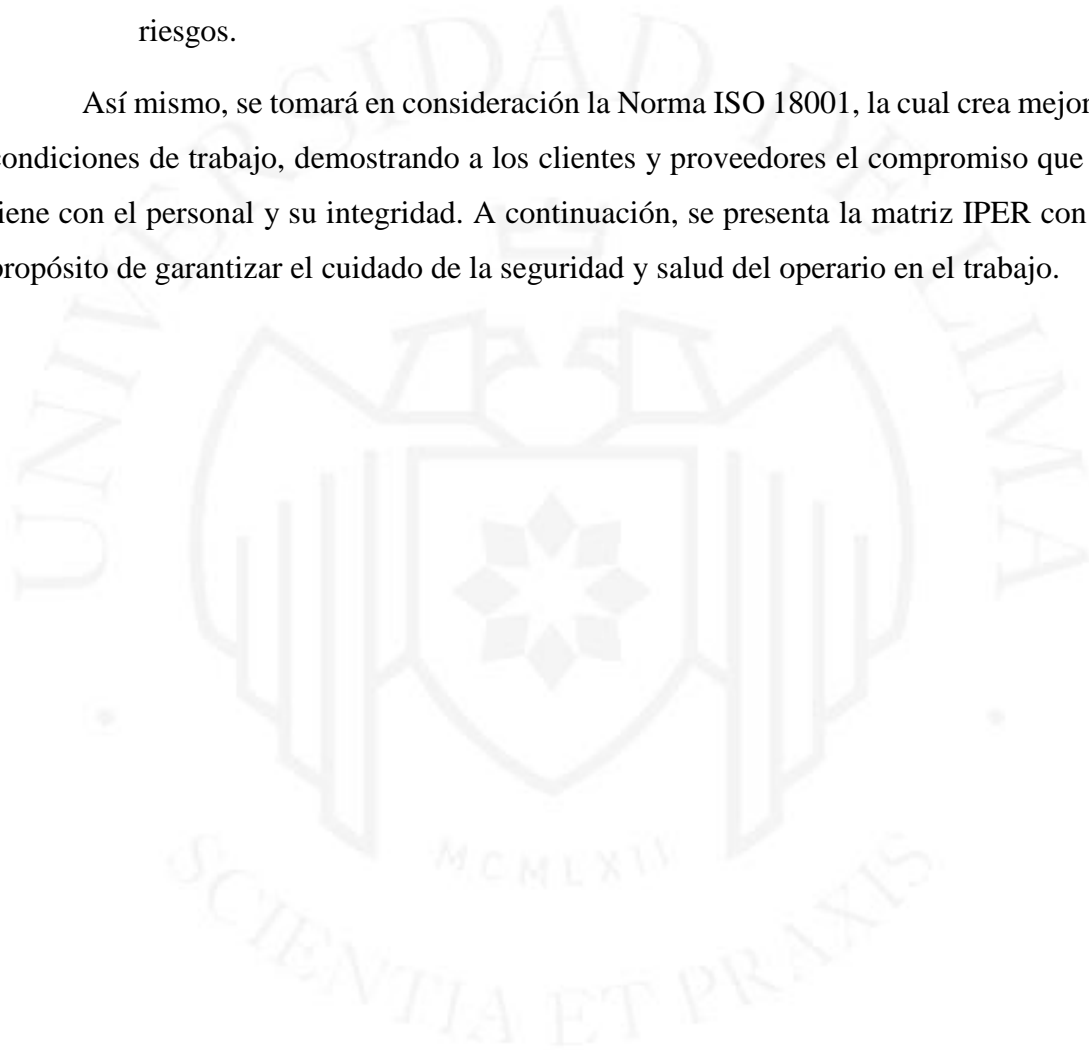 riesgos.
Así mismo, se tomará en consideración la Norma ISO 18001, la cual crea mejor
condiciones de trabajo, demostrando a los clientes y proveedores el compromiso que
iene con el personal y su integridad. A continuación, se presenta la matriz IPER con
propósito de garantizar el cuidado de la seguridad y salud del operario en el trabajo.
UNIVERSIDAD DE LIMA
MCMLXII
SCIENTIA ET PRAXIS